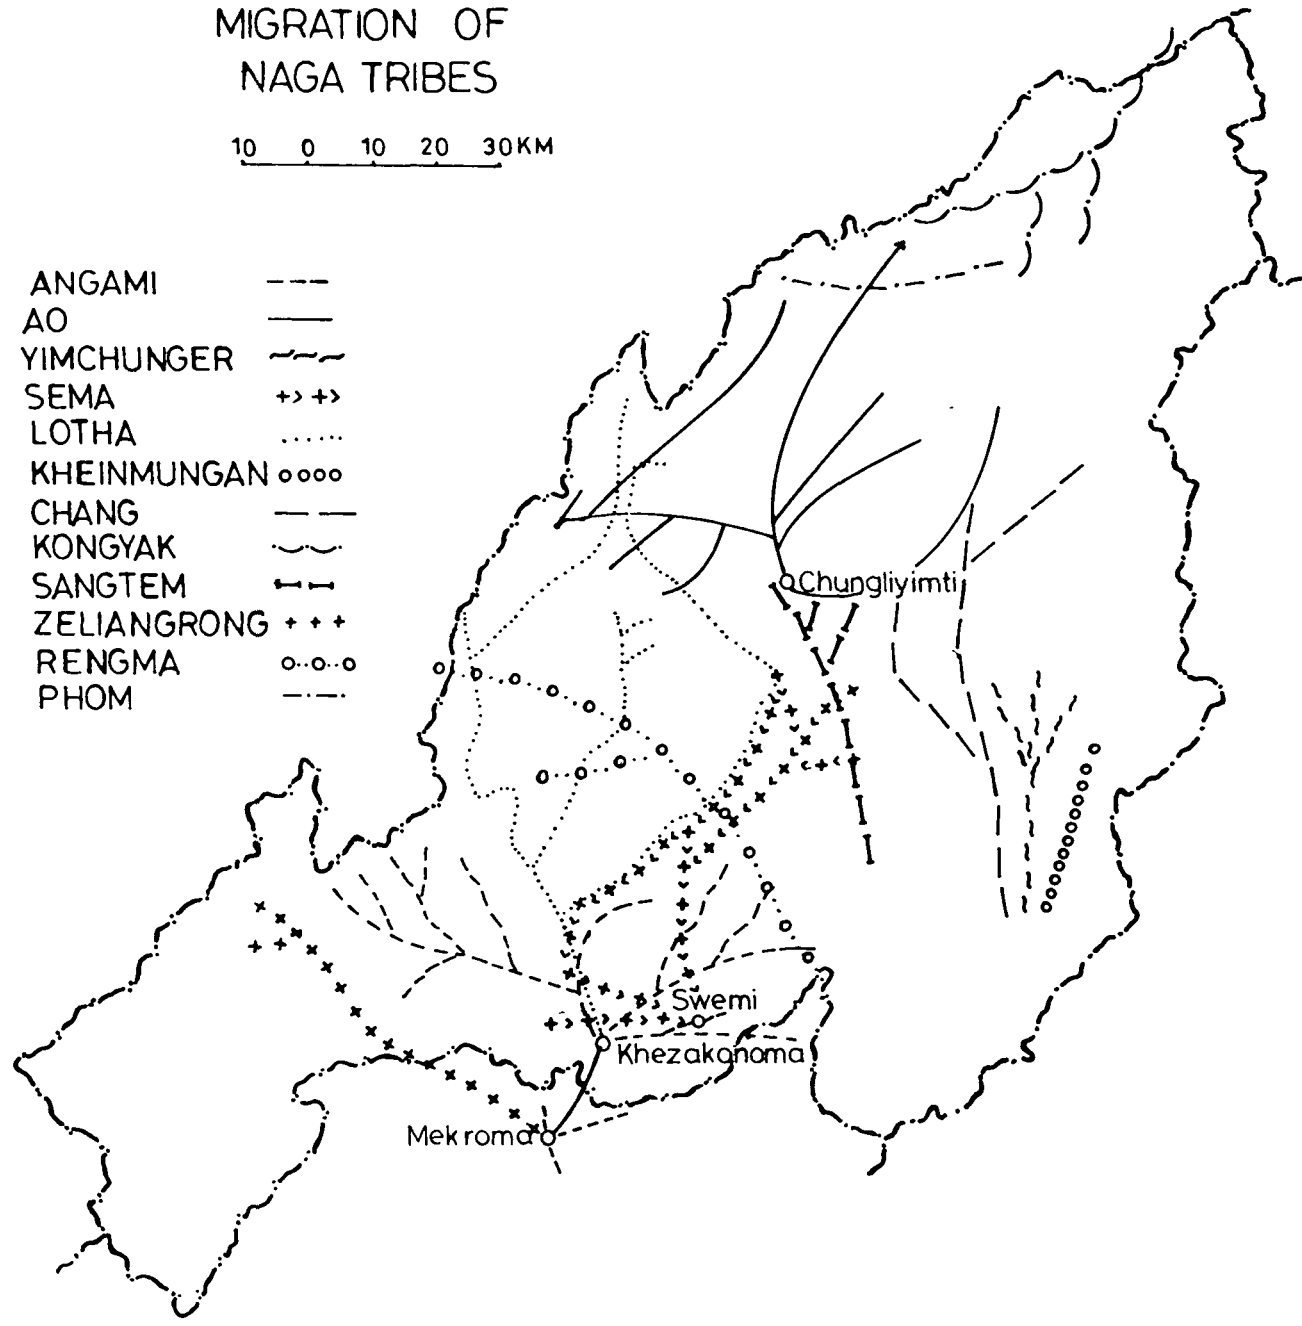 MIGRATION OF
NAGA TRIBES
10 0 10 20 30KM
ANGAMI
AO
YIMCHUNGER
SEMA
LOTHA
KHEINMUNGAN
CHANG
KONGYAK
SANGTEM
ZELIANGRONG
RENGMA
PHOM
Chungliyimti
Swemi
Khezakonoma
Mekroma